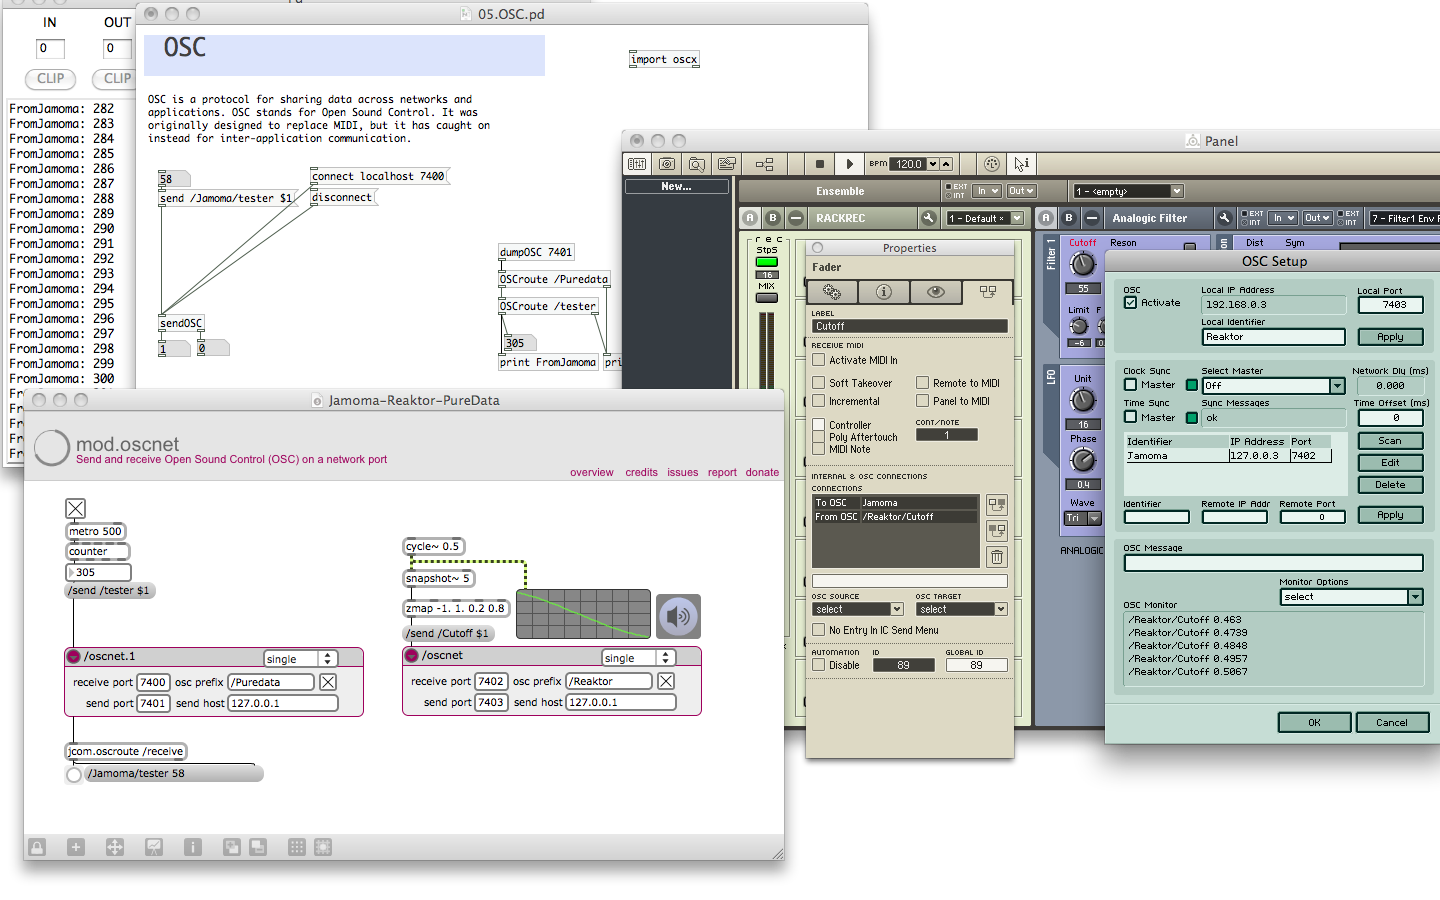 IN OUT
0 0
CLIP CLIP
FromJamoma: 282
FromJamoma: 283
FromJamoma: 284
FromJamoma: 285
FromJamoma: 286
FromJamoma: 287
FromJamoma: 288
FromJamoma: 289
FromJamoma: 290
FromJamoma: 291
FromJamoma: 292
FromJamoma: 293
FromJamoma: 294
FromJamoma: 295
FromJamoma: 296
FromJamoma: 297
FromJamoma: 298
FromJamoma: 299
FromJamoma: 300
05.OSC.pd
OSC
import oscx
OSC is a protocol for sharing data across networks and
applications. OSC stands for Open Sound Control. It was
originally designed to replace MIDI, but it has caught on
instead for inter-application communication.
58
send /Jamoma/tester $1
connect localhost 7400
disconnect
sendOSC
1 0
dumpOSC 7401
OSCroute /Puredata
OSCroute /tester
305
print FromJamoma
Panel
BPM 120.0
New...
Ensemble
EXT
INT
In Out
1 - <empty>
A B RACKREC
1 - Default
A B Analogic Filter
EXT
INT
In Out
EXT
INT
7 - Filter1 Env
rec
StpS
16
MIX
Filter 1
Cutoff Reson
55
Limit F
-6
Dist Sym
LFO
Unit
16
Phase
0.4
Wave
Tri
ANALOGIC
Properties
Fader
LABEL
Cutoff
RECEIVE MIDI
Activate MIDI In
Soft Takeover Remote to MIDI
Incremental Panel to MIDI
Controller CONT/NOTE
Poly Aftertouch 1
MIDI Note
INTERNAL & OSC CONNECTIONS
CONNECTIONS
To OSC Jamoma
From OSC /Reaktor/Cutoff
OSC SOURCE OSC TARGET
select select
No Entry In IC Send Menu
AUTOMATION ID GLOBAL ID
Disable 89 89
OSC Setup
OSC Local IP Address Local Port
Activate 192.168.0.3 7403
Local Identifier
Reaktor Apply
Clock Sync Select Master Network Dly (ms)
Master Off 0.000
Time Sync Sync Messages Time Offset (ms)
Master ok 0
Identifier IP Address Port
Jamoma 127.0.0.3 7402
Scan
Edit
Delete
Identifier Remote IP Addr Remote Port
0 Apply
OSC Message
Monitor Options
select
OSC Monitor
/Reaktor/Cutoff 0.463
/Reaktor/Cutoff 0.4739
/Reaktor/Cutoff 0.4848
/Reaktor/Cutoff 0.4957
/Reaktor/Cutoff 0.5067
OK Cancel
Jamoma-Reaktor-PureData
mod.oscnet
Send and receive Open Sound Control (OSC) on a network port
overview credits issues report donate
metro 500
counter
305
/send /tester $1
/oscnet.1 single
receive port 7400 osc prefix /Puredata
send port 7401 send host 127.0.0.1
jcom.oscroute /receive
/Jamoma/tester 58
cycle~ 0.5
snapshot~ 5
zmap -1. 1. 0.2 0.8
/send /Cutoff $1
/oscnet single
receive port 7402 osc prefix /Reaktor
send port 7403 send host 127.0.0.1